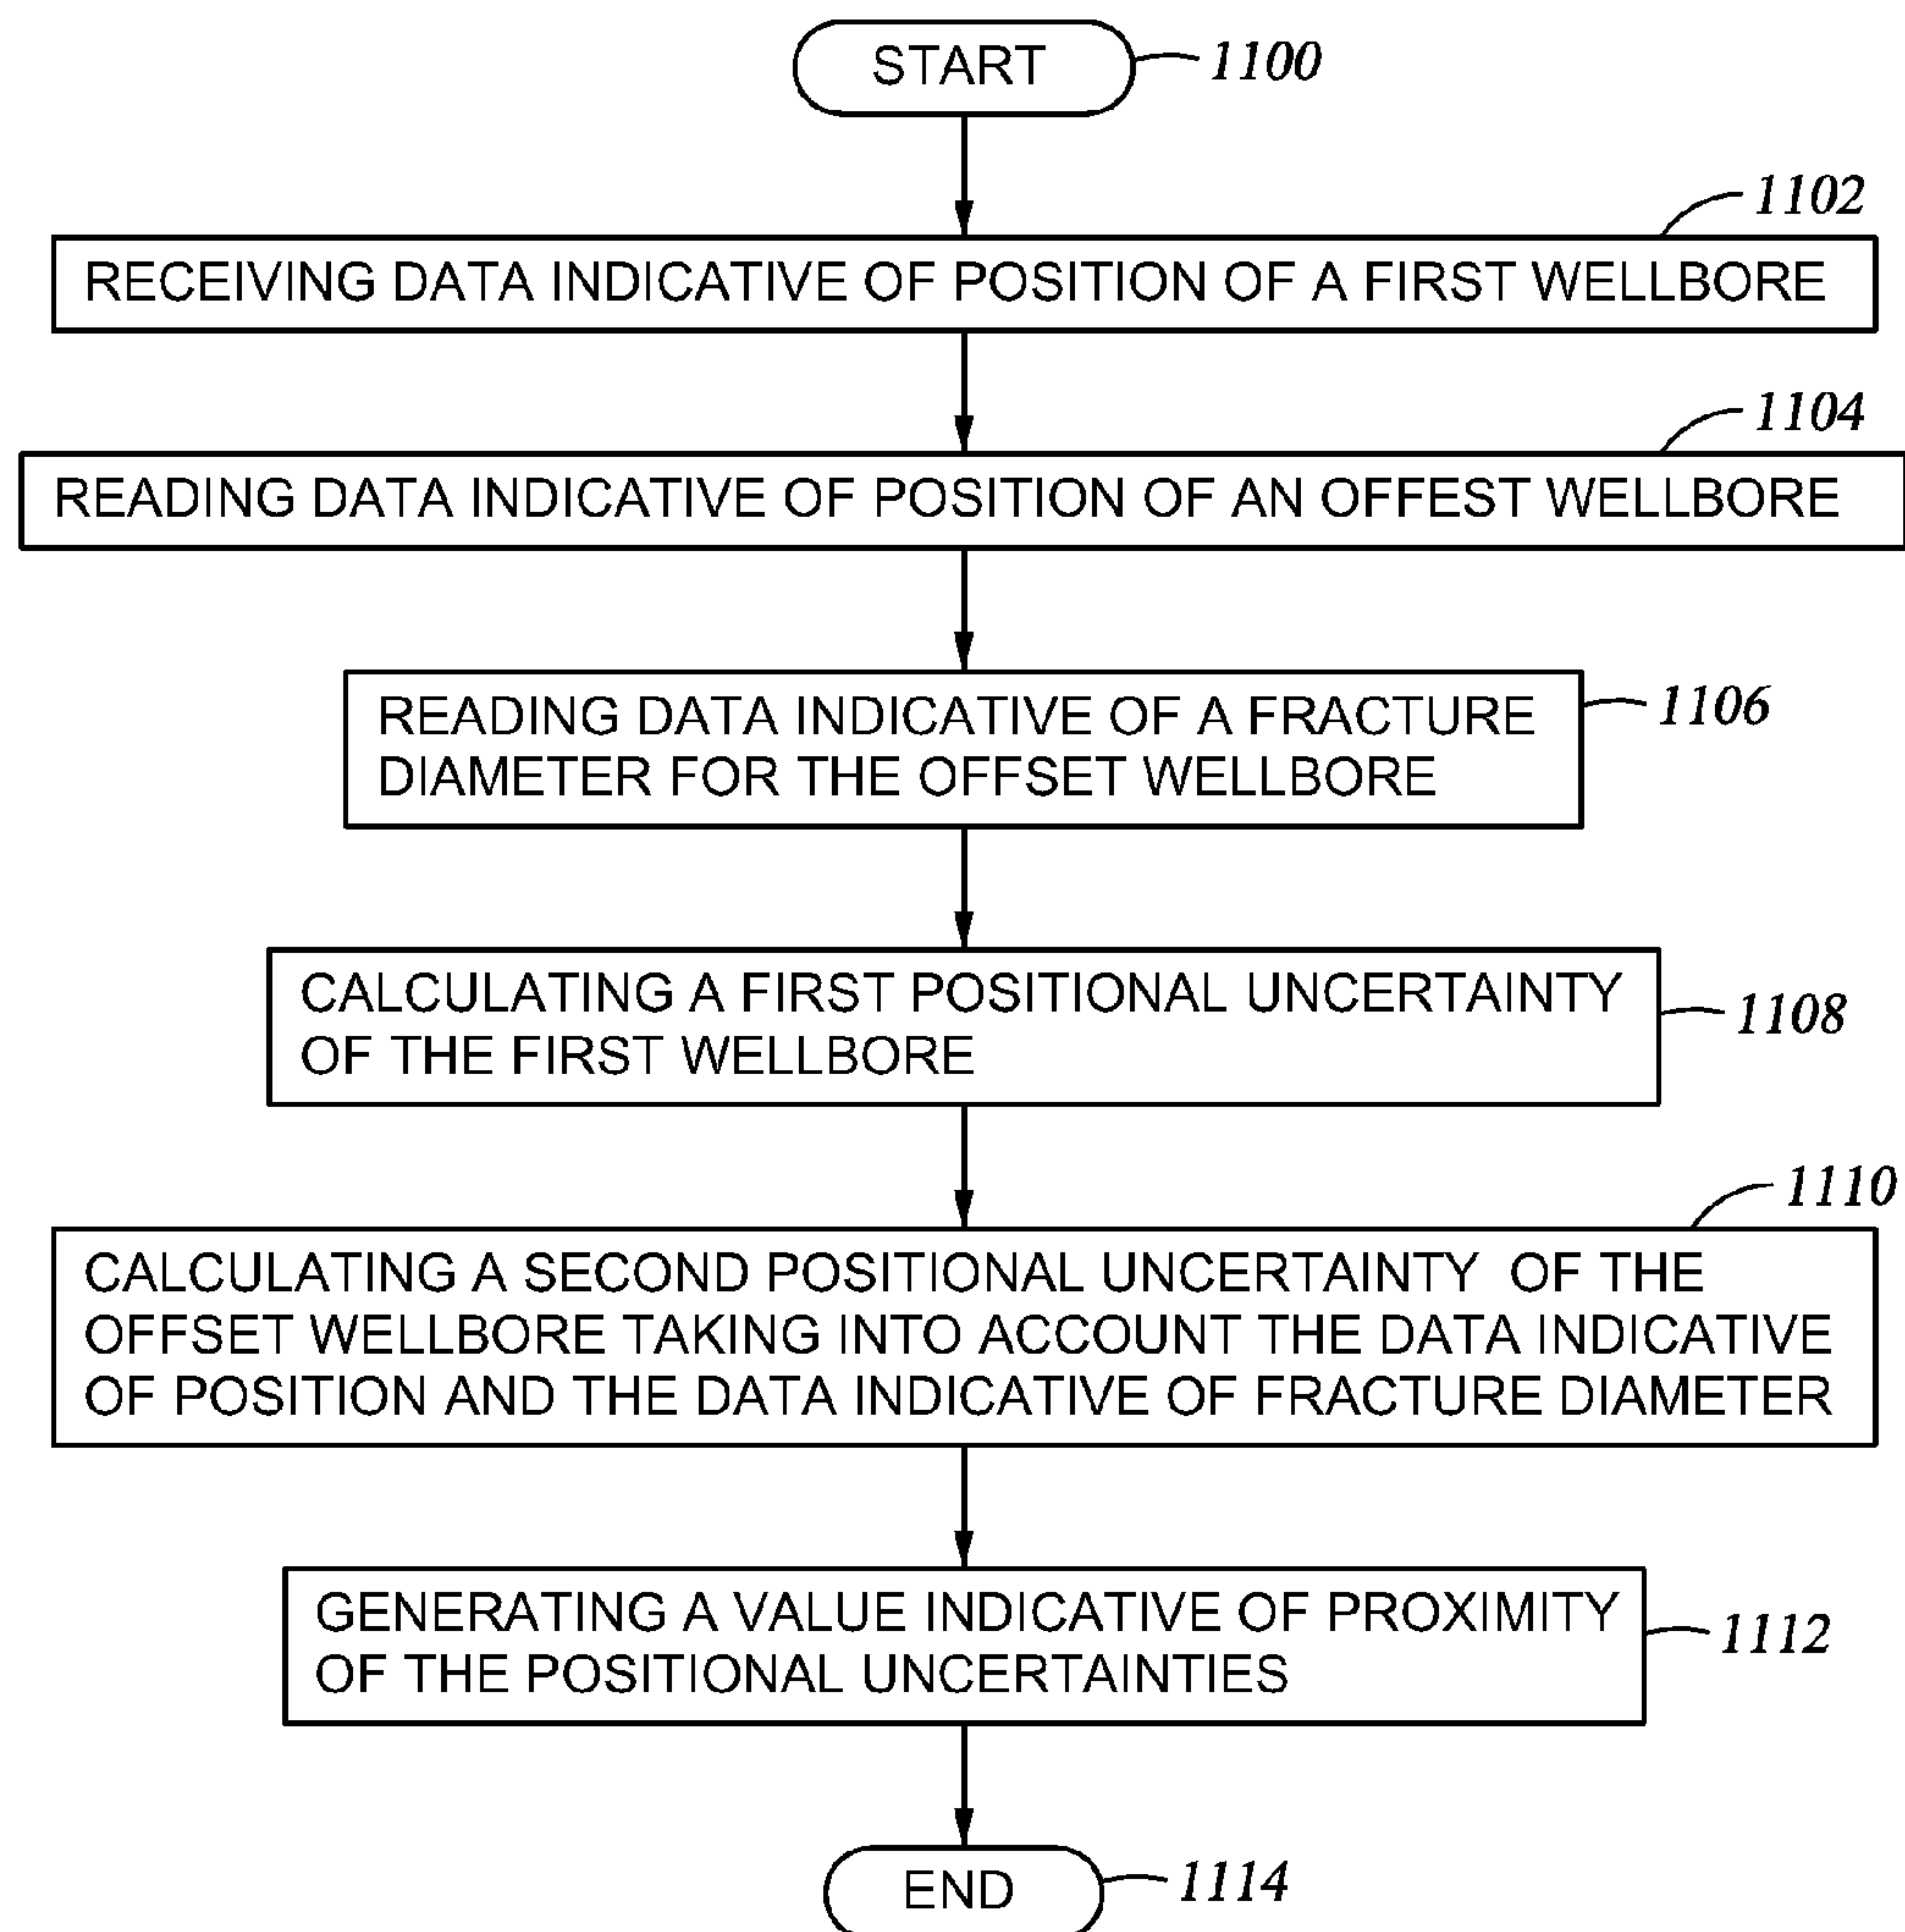 START
1100
1102
RECEIVING DATA INDICATIVE OF POSITION OF A FIRST WELLBORE
1104
READING DATA INDICATIVE OF POSITION OF AN OFFEST WELLBORE
READING DATA INDICATIVE OF A FRACTURE
DIAMETER FOR THE OFFSET WELLBORE
1106
CALCULATING A FIRST POSITIONAL UNCERTAINTY
OF THE FIRST WELLBORE
1108
1110
CALCULATING A SECOND POSITIONAL UNCERTAINTY OF THE
OFFSET WELLBORE TAKING INTO ACCOUNT THE DATA INDICATIVE
OF POSITION AND THE DATA INDICATIVE OF FRACTURE DIAMETER
GENERATING A VALUE INDICATIVE OF PROXIMITY
OF THE POSITIONAL UNCERTAINTIES
1112
END
1114